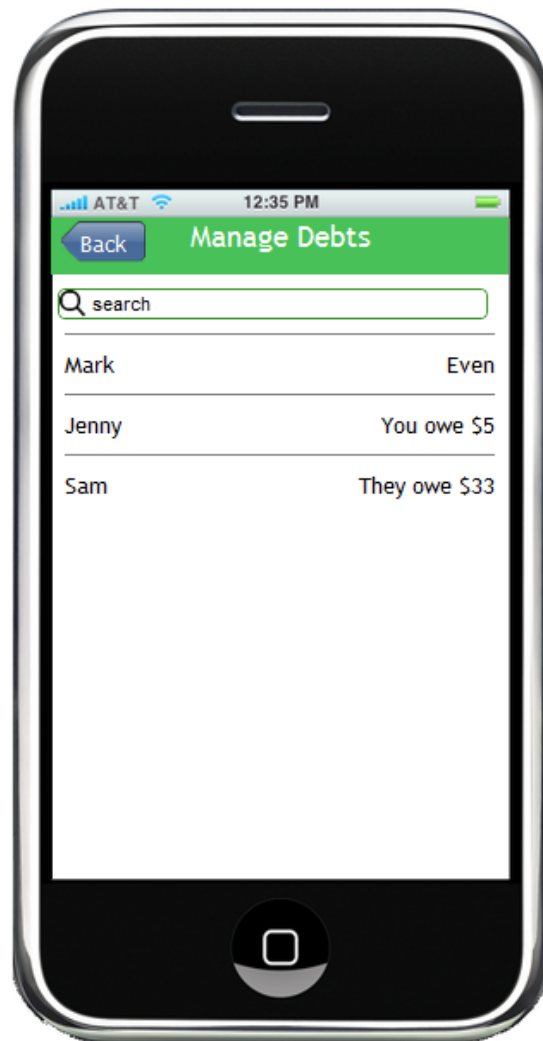 AT&T 12:35 PM
Back Manage Debts
search
Mark Even
Jenny You owe $5
Sam They owe $33